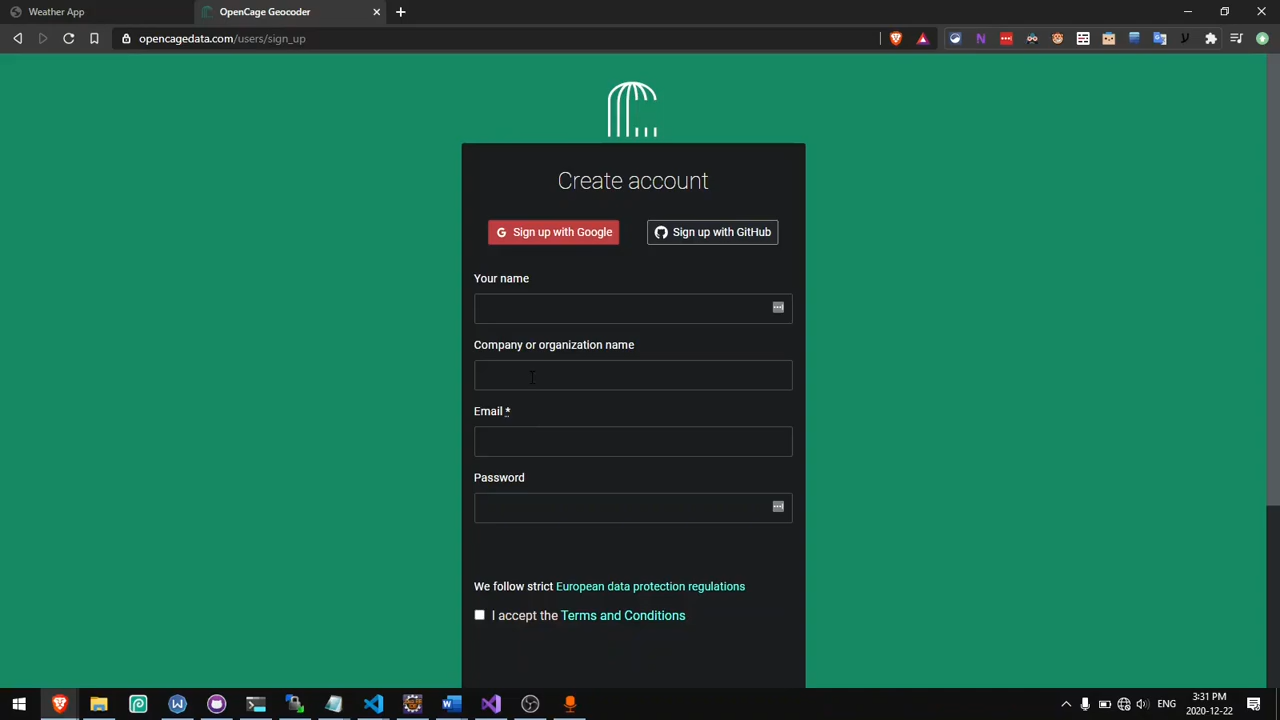 Weather App
OpenCage Geocoder
opencagedata.com/users/sign_up
Create account
G Sign up with Google
Sign up with GitHub
Your name
Company or organization name
Email *
Password
We follow strict European data protection regulations
I accept the Terms and Conditions
ENG
3:31 PM
2020-12-22